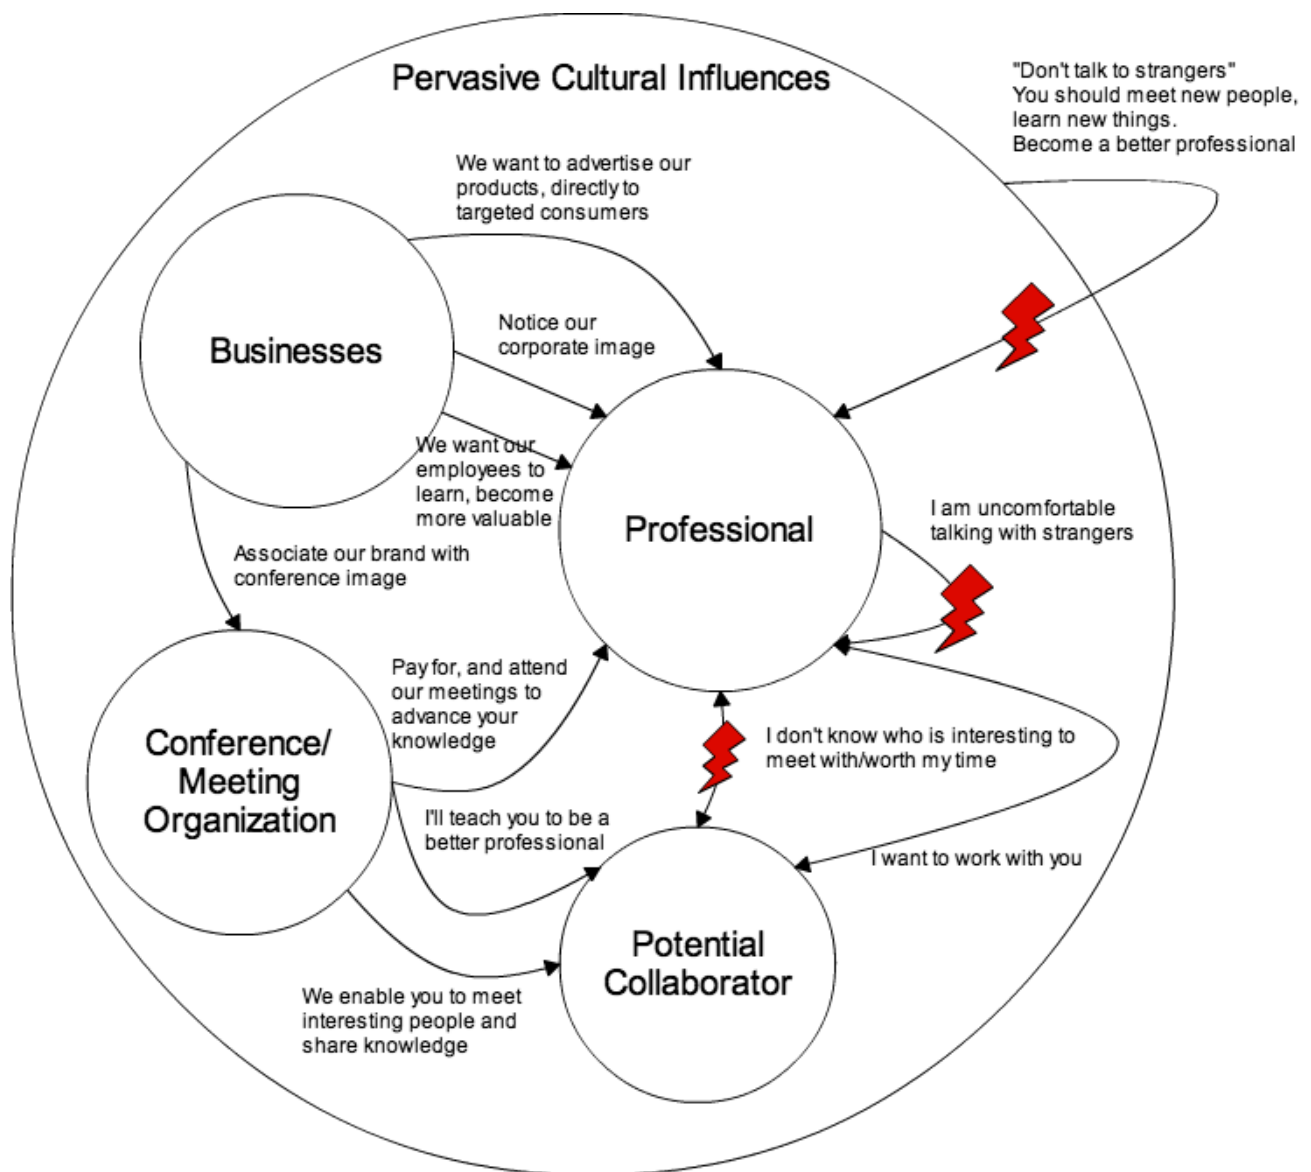 Pervasive Cultural Influences
"Don't talk to strangers"
You should meet new people,
learn new things.
Become a better professional
We want to advertise our
products, directly to
targeted consumers
Businesses
Notice our
corporate image
We want our
employees to
learn, become
more valuable
Professional
I am uncomfortable
talking with strangers
Associate our brand with
conference image
Pay for, and attend
our meetings to
advance your
knowledge
Conference/
Meeting
Organization
I don't know who is interesting to
meet with/worth my time
I'll teach you to be a
better professional
I want to work with you
Potential
Collaborator
We enable you to meet
interesting people and
share knowledge